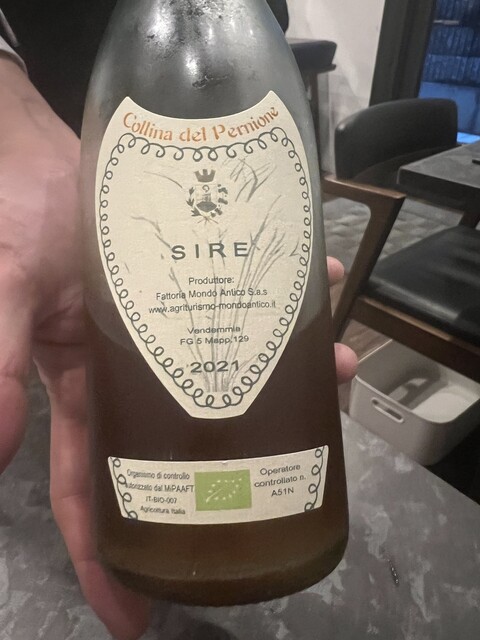 Collina del Pernione
SIRE
Produttore:
Fattoria Mondo Antico S.a.s
www.agriturismo-mondoantico.it
Vendemmia
FG 5 Mapp.129
2021
Organismo di controllo
autorizzato dal MiPAAFT
IT-BIO-007
Agricoltura Italia
Operatore
controllato n.
A51N